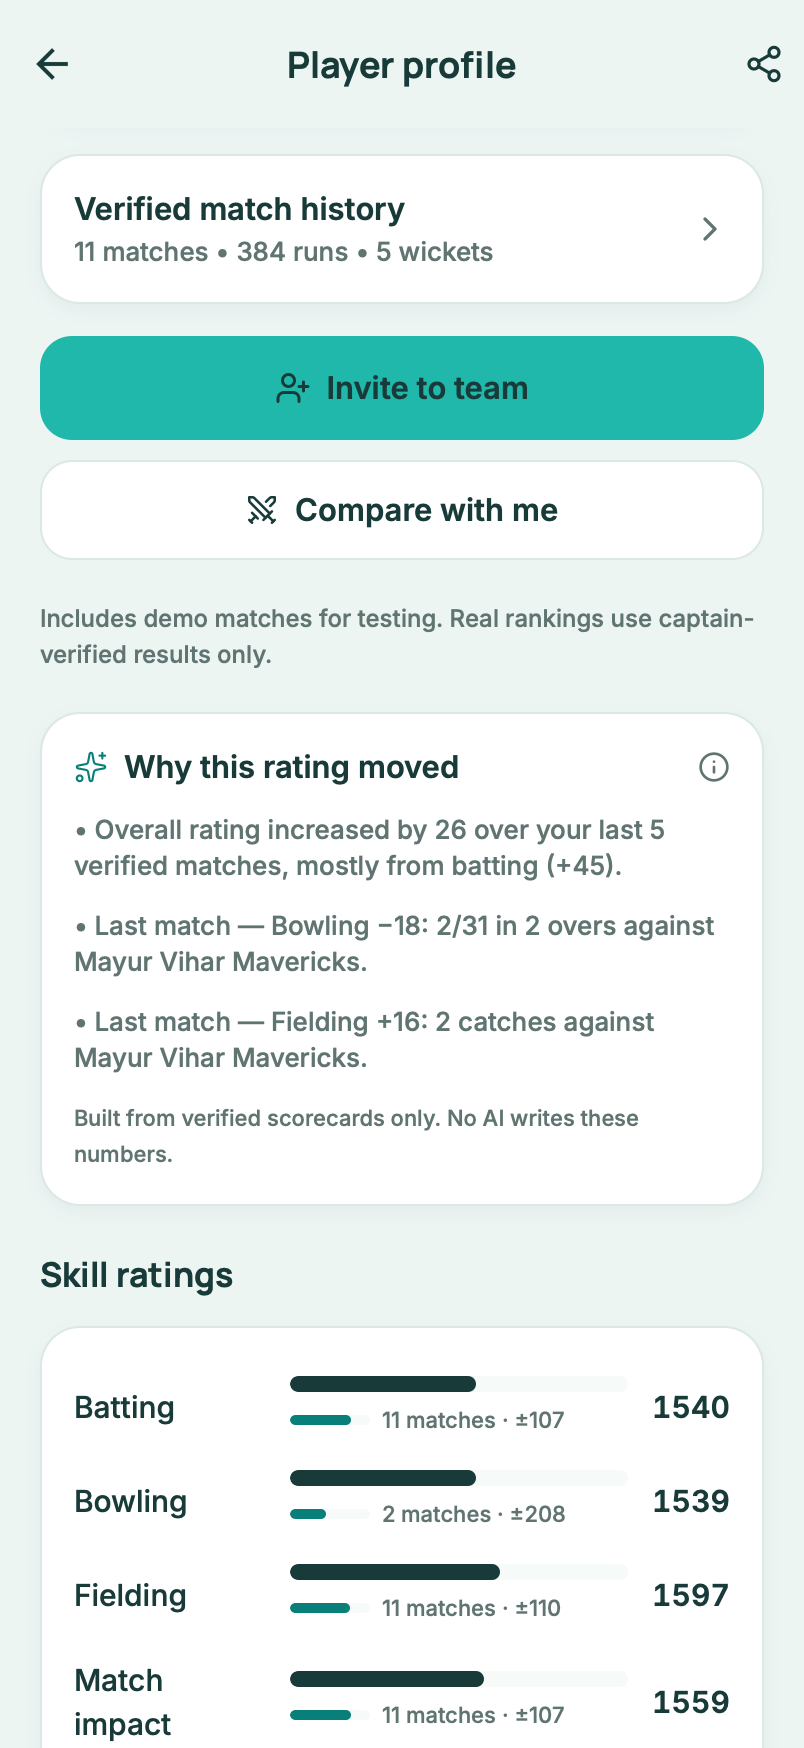 Player profile
Verified match history
11 matches • 384 runs • 5 wickets
Invite to team
Compare with me
Includes demo matches for testing. Real rankings use captain-
verified results only.
Why this rating moved
• Overall rating increased by 26 over your last 5
verified matches, mostly from batting (+45).
• Last match — Bowling −18: 2/31 in 2 overs against
Mayur Vihar Mavericks.
• Last match — Fielding +16: 2 catches against
Mayur Vihar Mavericks.
Built from verified scorecards only. No AI writes these
numbers.
Skill ratings
Batting
11 matches · ±107
1540
Bowling
2 matches · ±208
1539
Fielding
11 matches · ±110
1597
Match
impact
11 matches · ±107
1559